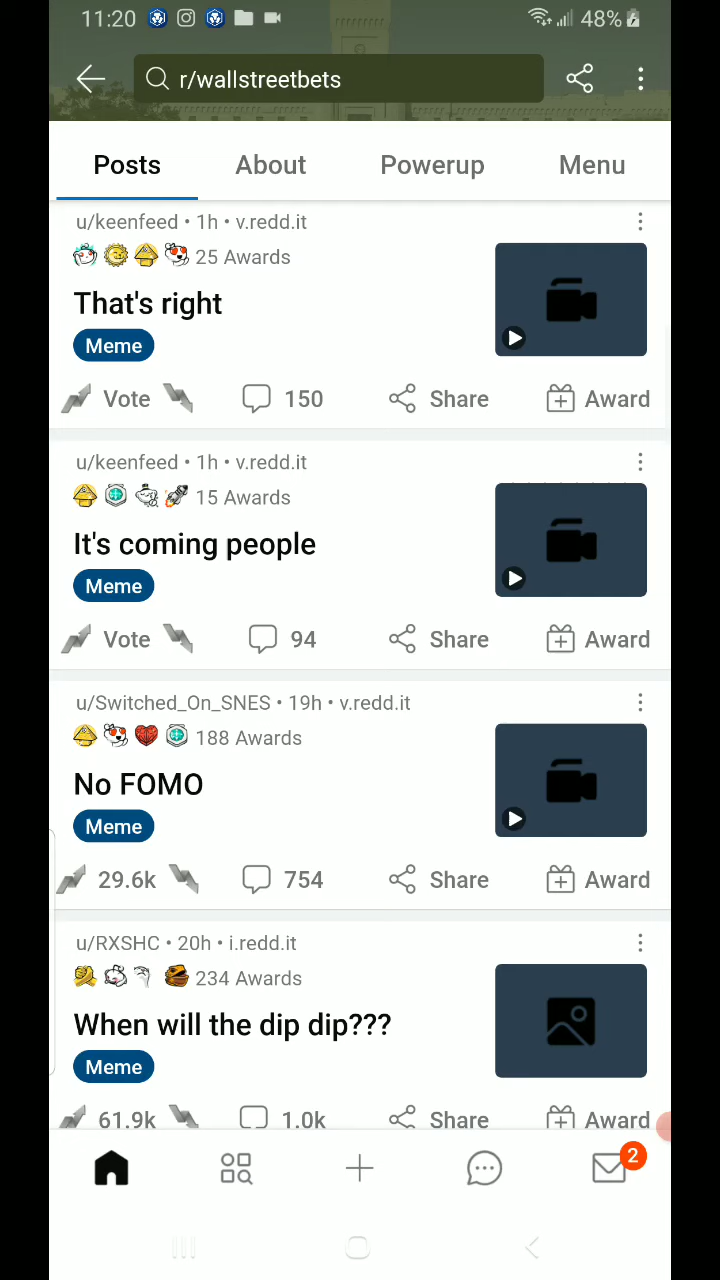 11:20 48%
r/wallstreetbets
Posts About Powerup Menu
u/keenfeed • 1h • v.redd.it
25 Awards
That's right
Meme
Vote 150 Share Award
u/keenfeed • 1h • v.redd.it
15 Awards
It's coming people
Meme
Vote 94 Share Award
u/Switched_On_SNES • 19h • v.redd.it
188 Awards
No FOMO
Meme
29.6k 754 Share Award
u/RXSHC • 20h • i.redd.it
234 Awards
When will the dip dip???
Meme
61.9k 1.0k Share Award
2